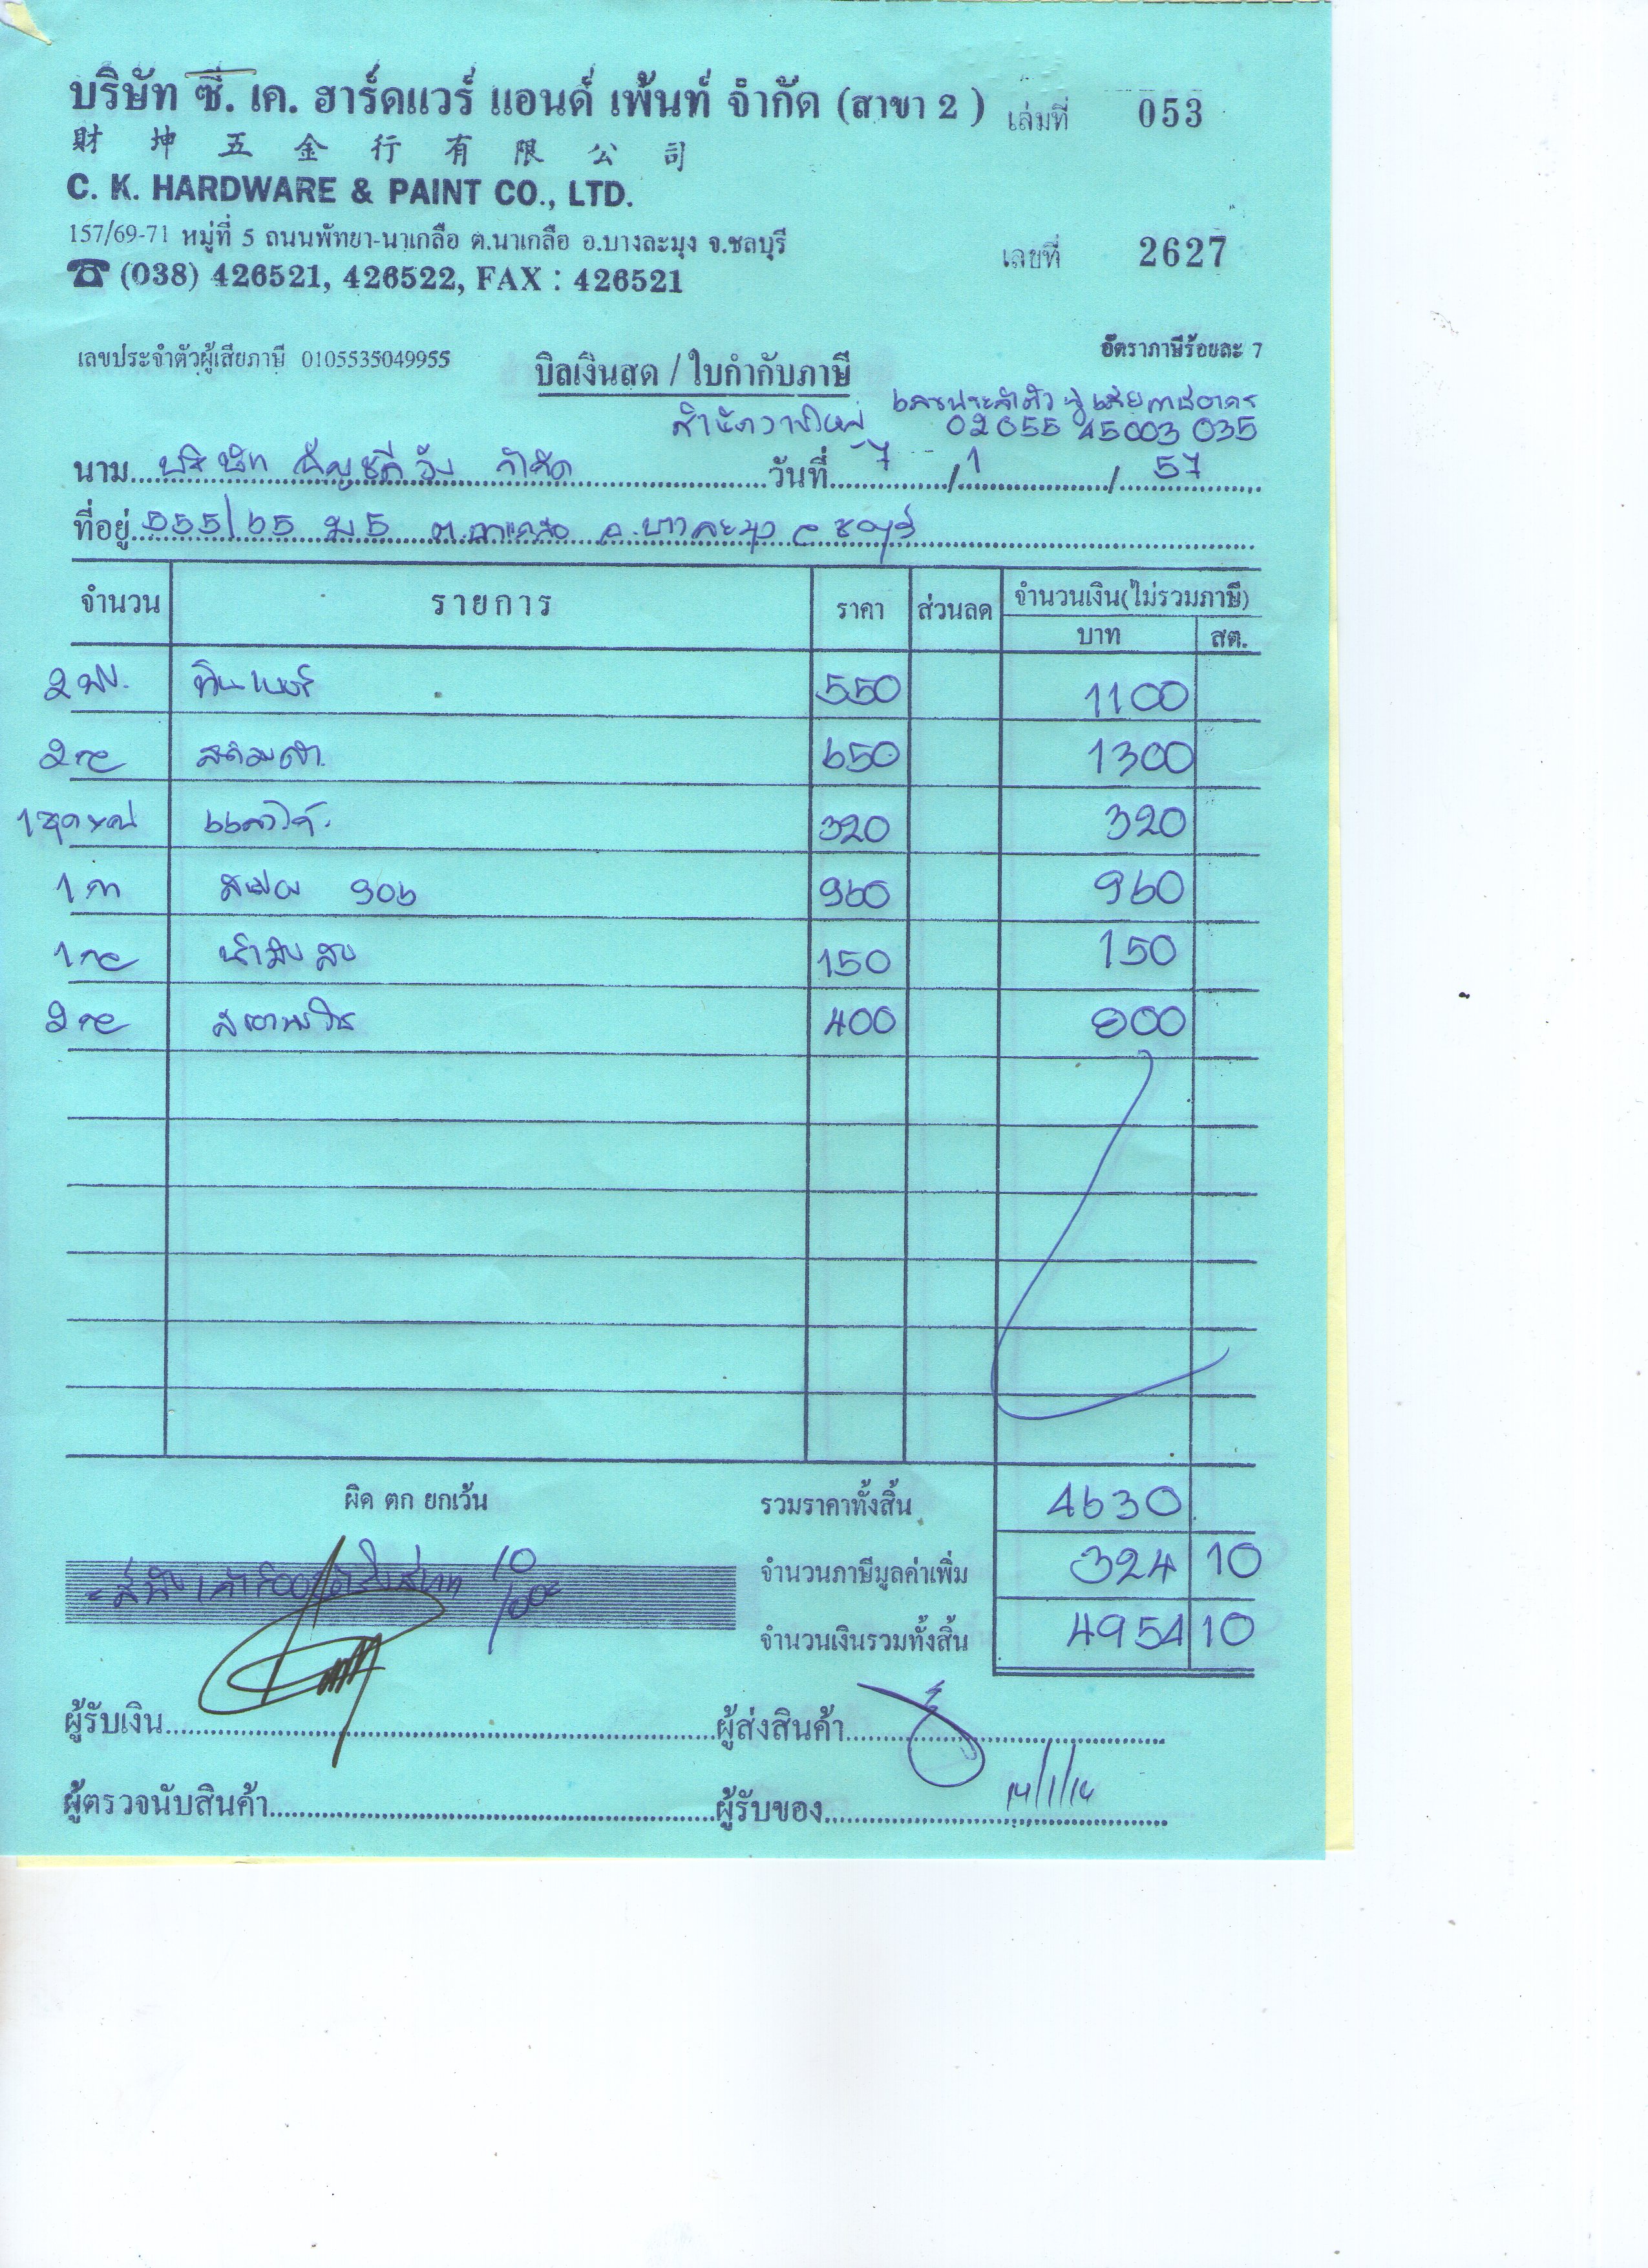 บริษัท ซี. เค. ฮาร์ดแวร์ แอนด์ เพ้นท์ จำกัด (สาขา 2 ) เล่มที่ 053
財 坤 五 金 行 有 限 公 司
C. K. HARDWARE & PAINT CO., LTD.
157/69-71 หมู่ที่ 5 ถนนพัทยา-นาเกลือ ต.นาเกลือ อ.บางละมุง จ.ชลบุรี
เลขที่ 2627
☎ (038) 426521, 426522, FAX : 426521
อัตราภาษีร้อยละ 7
เลขประจำตัวผู้เสียภาษี 0105535049955
บิลเงินสด / ใบกำกับภาษี
เลขประจำตัวผู้เสียภาษีอากร
สำนักงานใหญ่ 02055 45003 035
นาม บริษัท จำกัด วันที่ 7 / 1 / 57
ที่อยู่ 555/65 ม 5 ต.นาเกลือ อ.บางละมุง จ ชลบุรี
จำนวน รายการ ราคา ส่วนลด จำนวนเงิน(ไม่รวมภาษี)
บาท สต.
2 ทินเนอร์ 550 1100
2 650 1300
1 320 320
1 906 960 960
1 น้ำมัน 150 150
2 400 800
ผิด ตก ยกเว้น รวมราคาทั้งสิ้น 4630
จำนวนภาษีมูลค่าเพิ่ม 324 10
จำนวนเงินรวมทั้งสิ้น 4954 10
ผู้รับเงิน ผู้ส่งสินค้า
ผู้ตรวจนับสินค้า ผู้รับของ 14/1/14